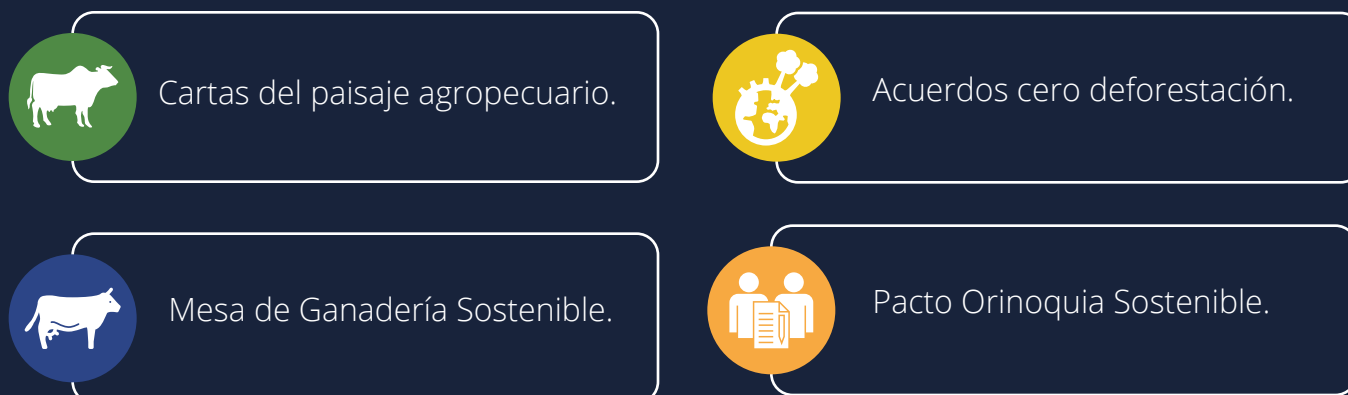 Cartas del paisaje agropecuario.
Acuerdos cero deforestación.
Mesa de Ganadería Sostenible.
Pacto Orinoquia Sostenible.